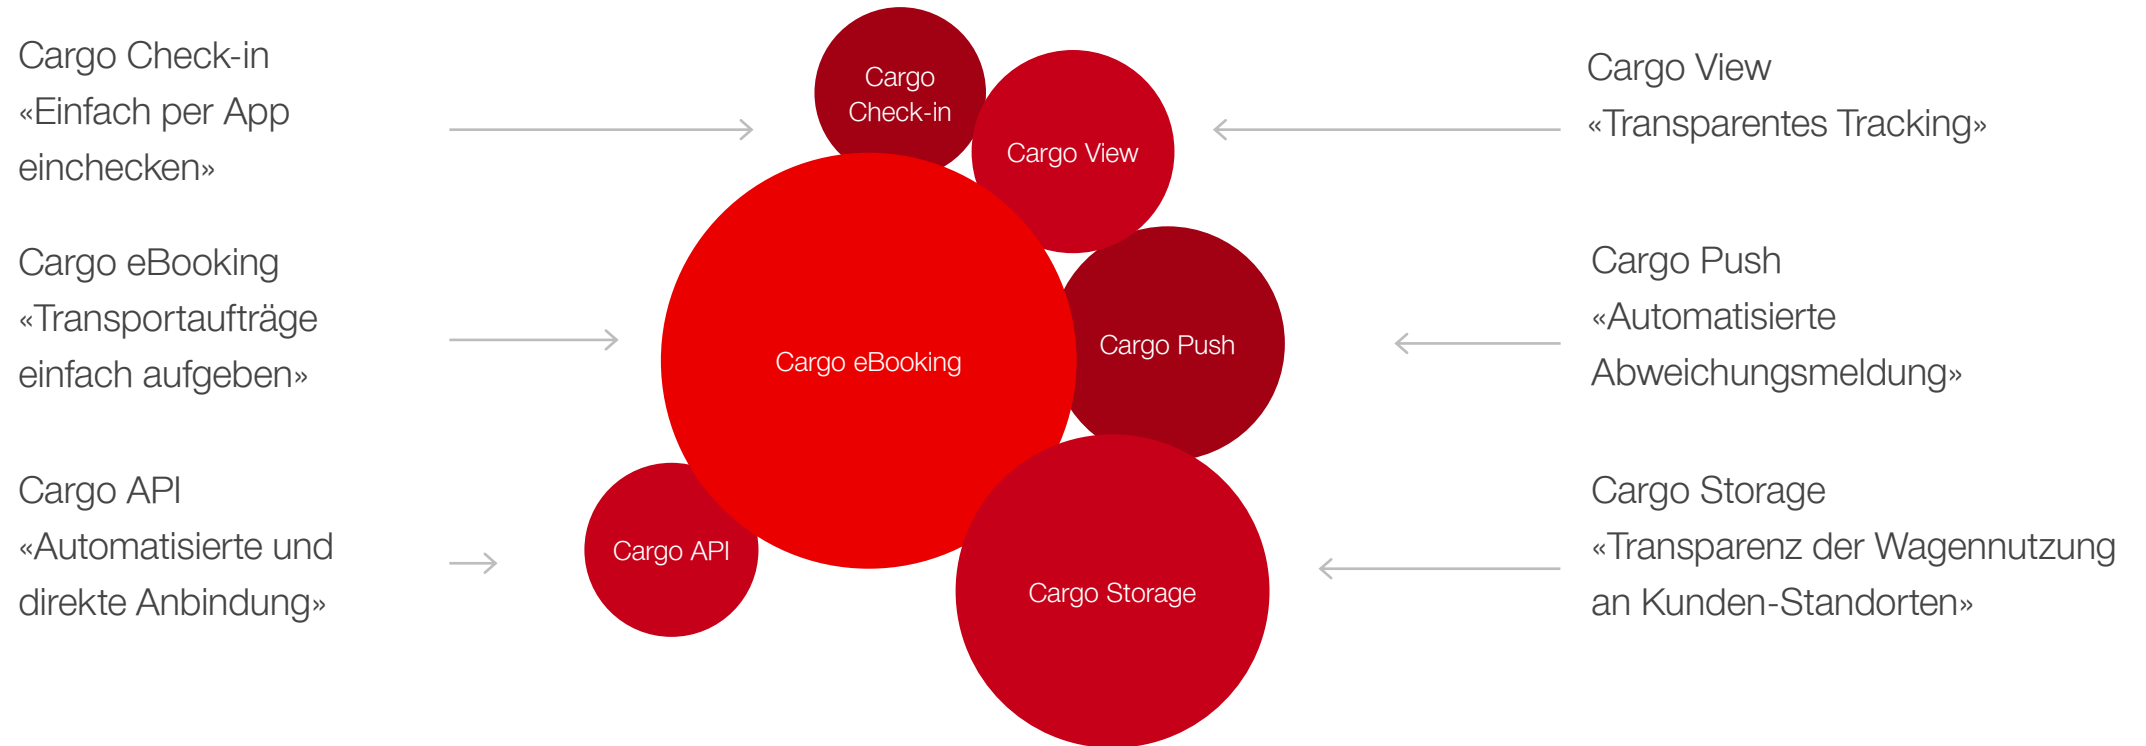 Cargo Check-in
«Einfach per App
einchecken»
Cargo eBooking
«Transportaufträge
einfach aufgeben»
Cargo API
«Automatisierte und
direkte Anbindung»
Cargo
Check-in
Cargo View
Cargo Push
Cargo eBooking
Cargo API
Cargo Storage
Cargo View
«Transparentes Tracking»
Cargo Push
«Automatisierte
Abweichungsmeldung»
Cargo Storage
«Transparenz der Wagennutzung
an Kunden-Standorten»